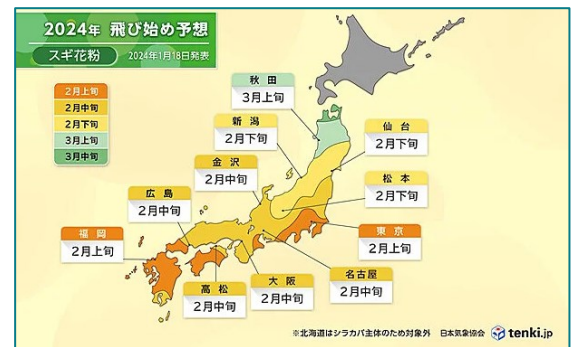 2024年 飛び始め予想
スギ花粉 2024年1月18日発表
2月上旬
2月中旬
2月下旬
3月上旬
3月中旬
秋田
3月上旬
新潟
2月下旬
仙台
2月下旬
金沢
2月中旬
松本
2月下旬
広島
2月中旬
福岡
2月上旬
東京
2月上旬
高松
2月中旬
大阪
2月中旬
名古屋
2月中旬
※北海道はシラカバ主体のため対象外 日本気象協会 tenki.jp